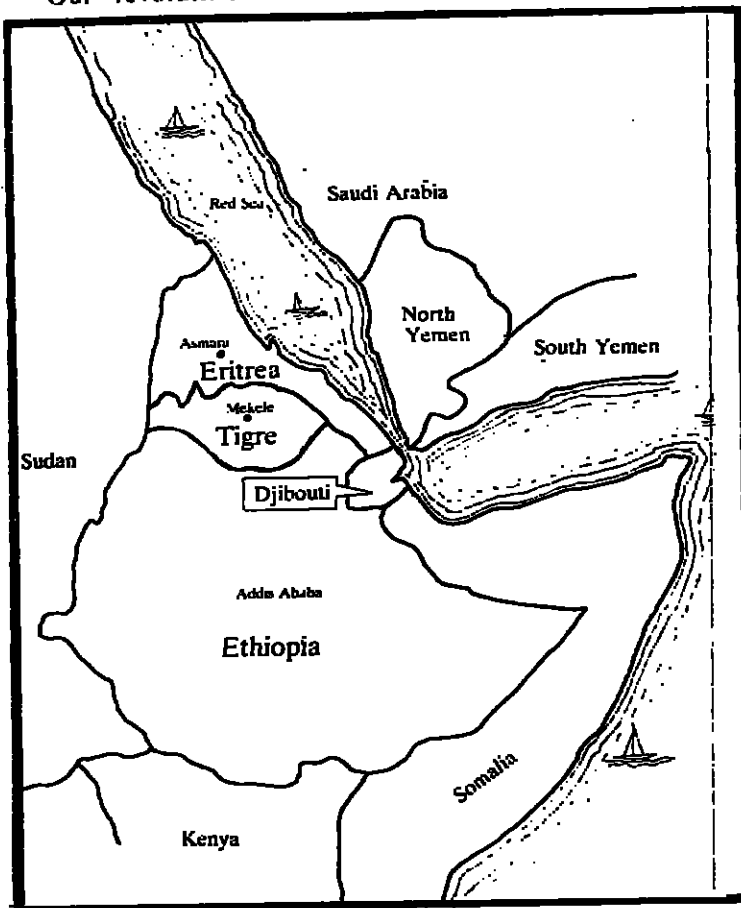 Our
Saudi Arabia
Red Sea
North
Yemen
South Yemen
Asmara
Eritrea
Mekele
Tigre
Sudan
Djibouti
Addis Ababa
Ethiopia
Somalia
Kenya